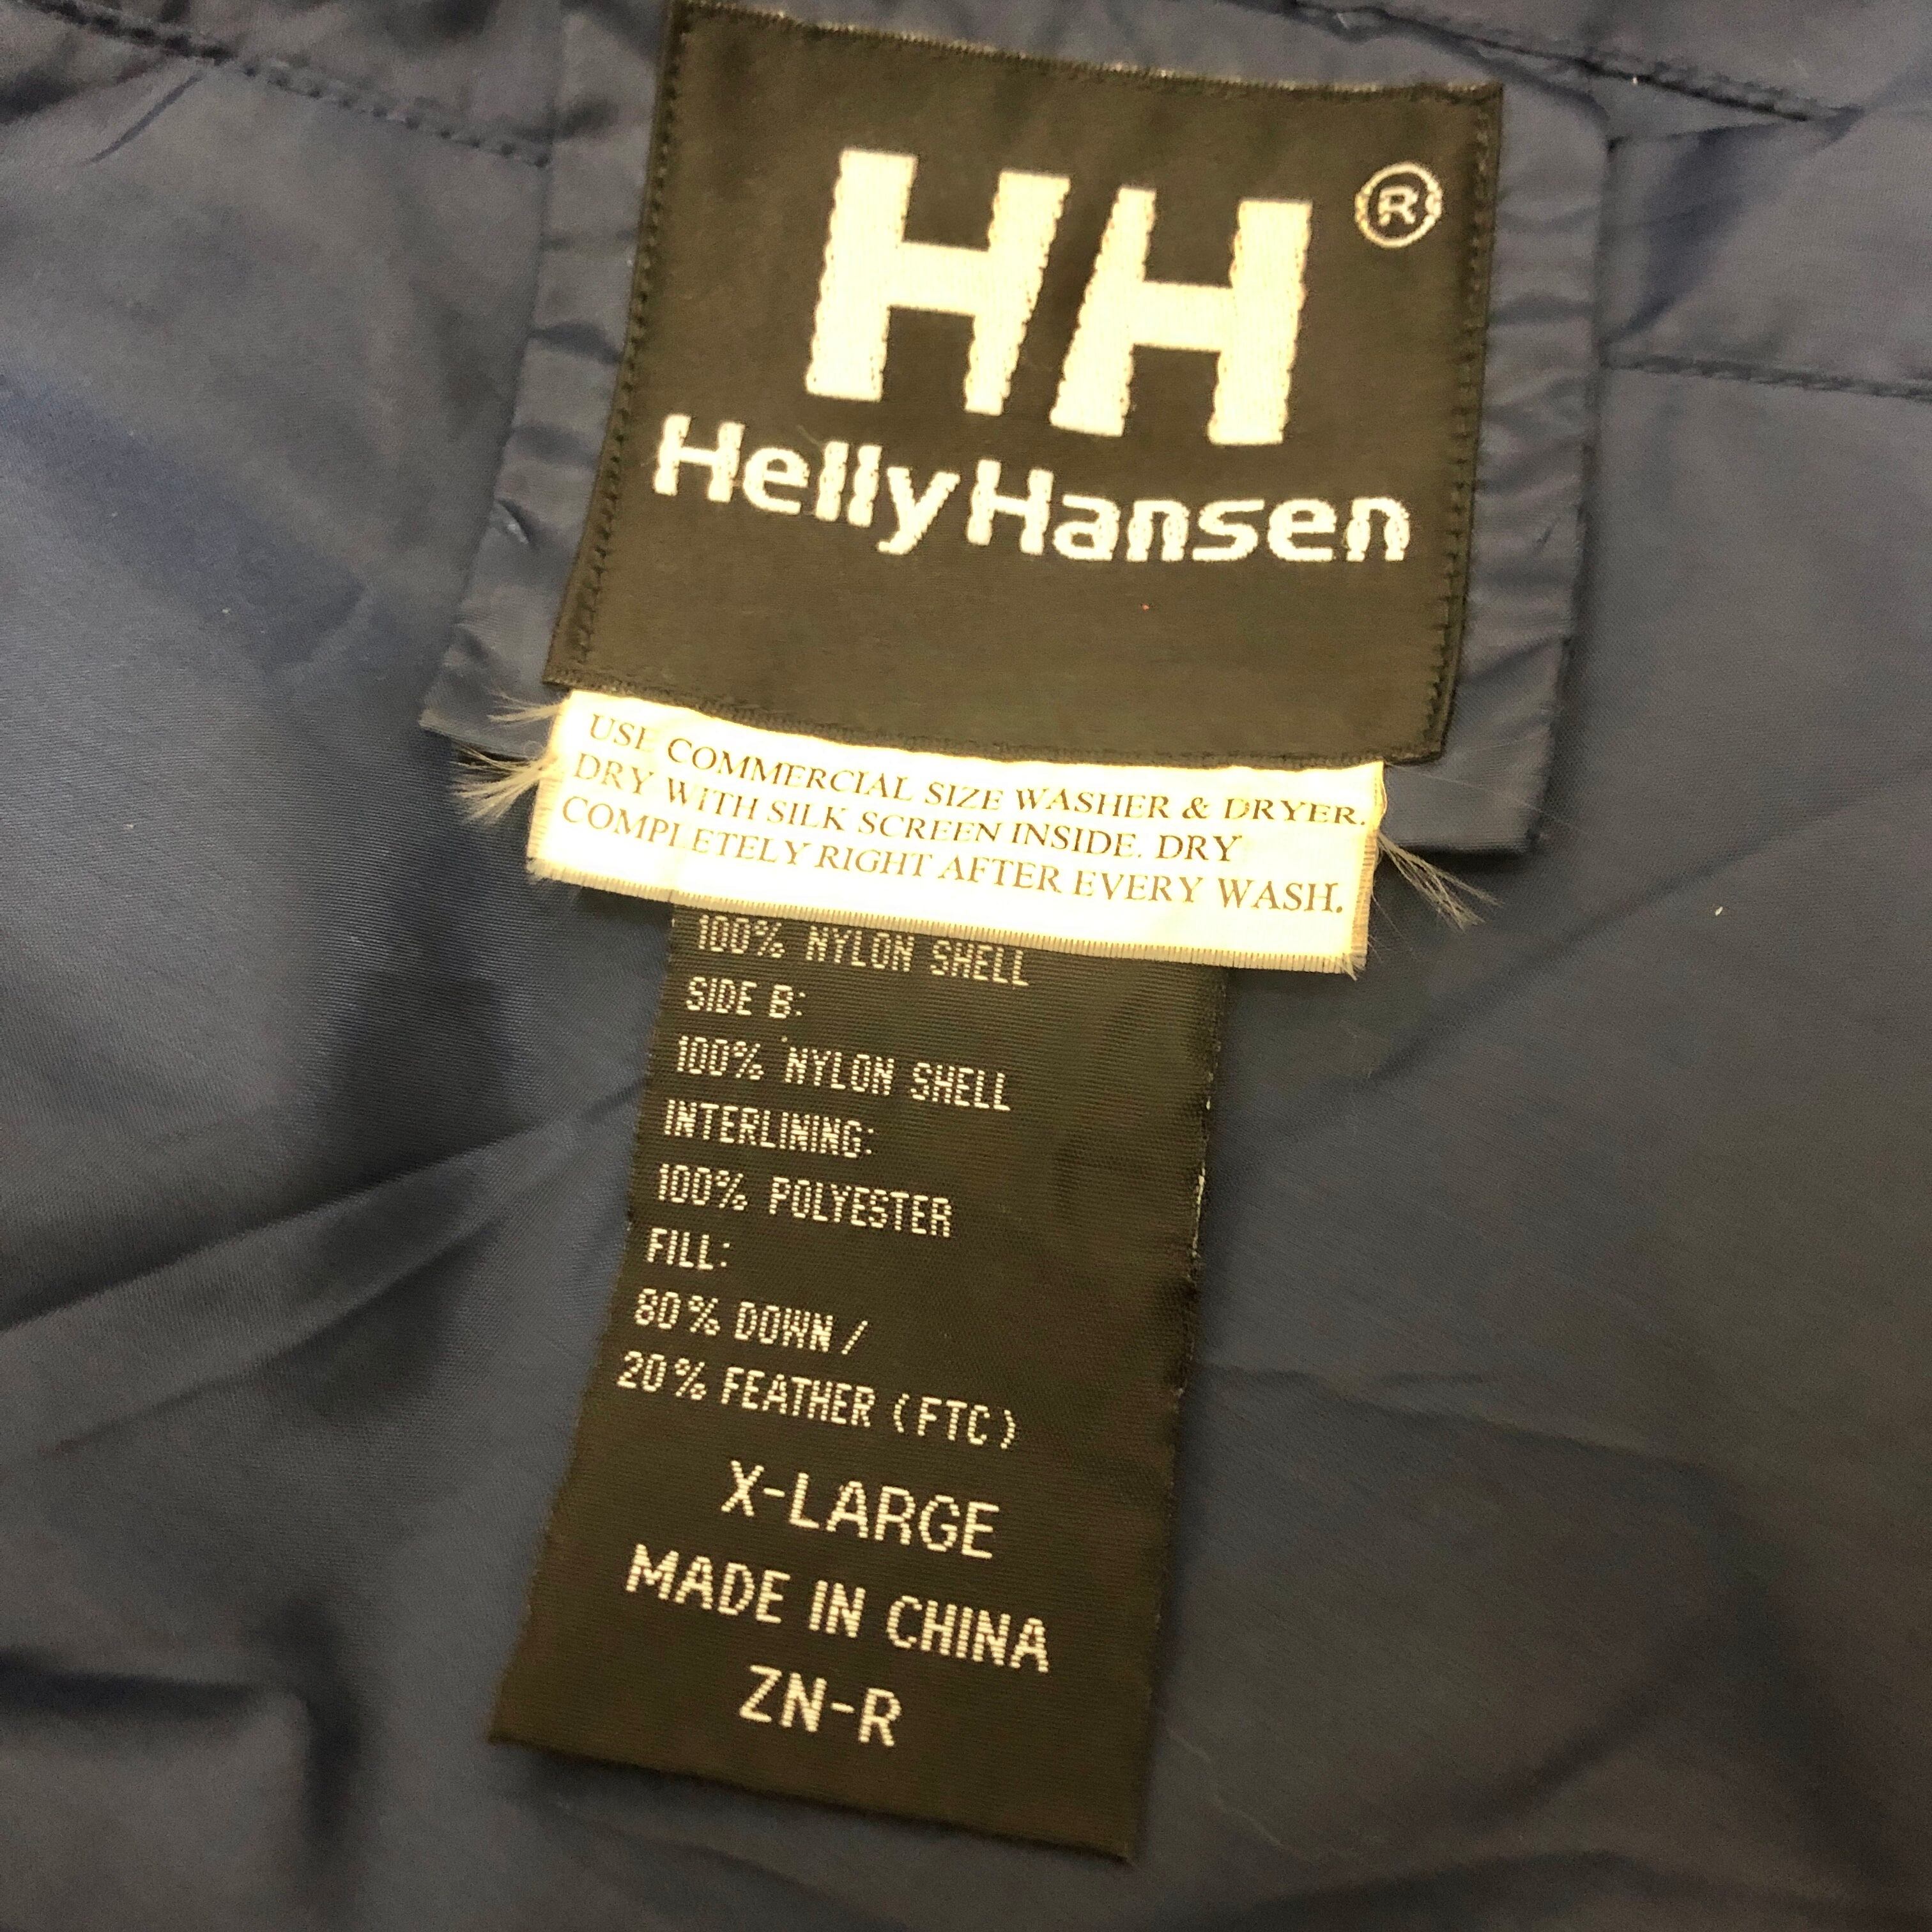 HH ®
Helly Hansen
USE COMMERCIAL SIZE WASHER & DRYER.
DRY WITH SILK SCREEN INSIDE. DRY
COMPLETELY RIGHT AFTER EVERY WASH.
100% NYLON SHELL
SIDE B:
100% NYLON SHELL
INTERLINING:
100% POLYESTER
FILL:
80% DOWN /
20% FEATHER (FTC)
X-LARGE
MADE IN CHINA
ZN-R